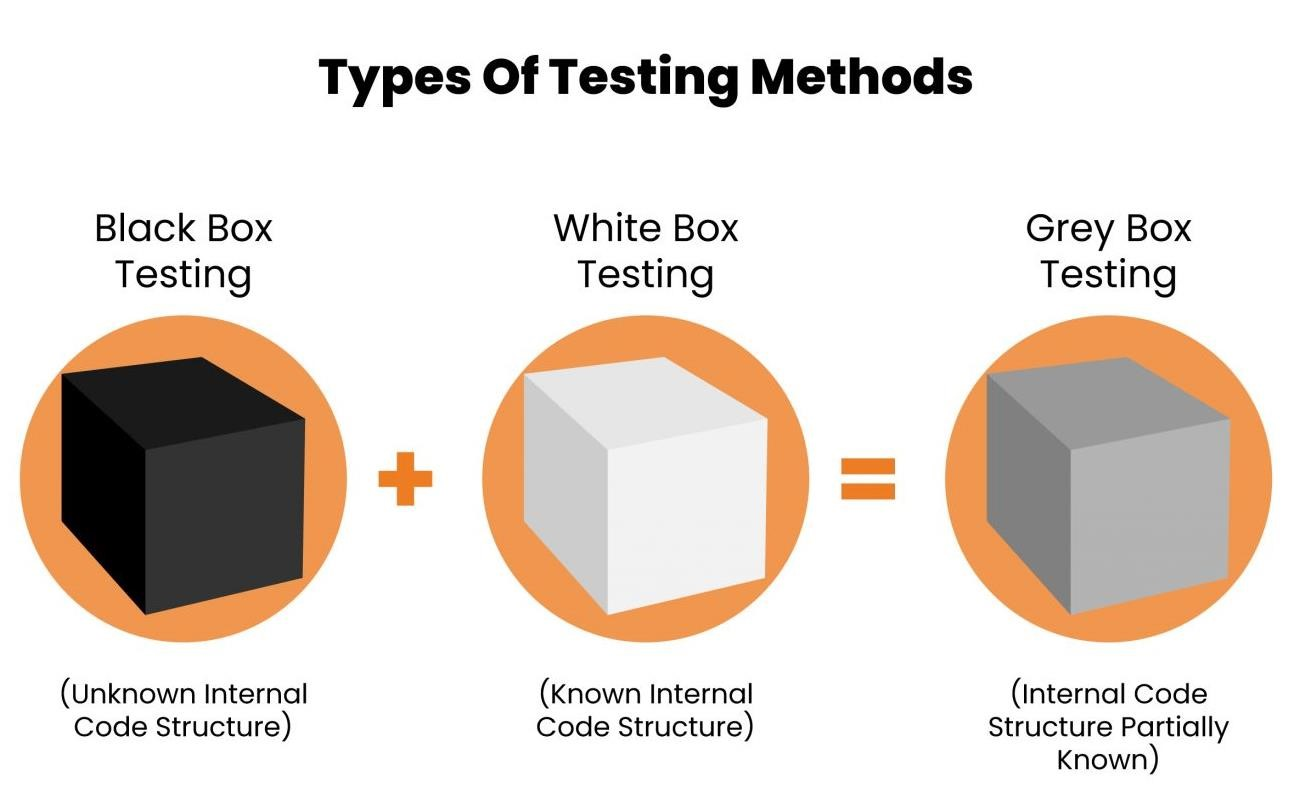 Types Of Testing Methods
Black Box
Testing
White Box
Testing
Grey Box
Testing
+
=
(Unknown Internal
Code Structure)
(Known Internal
Code Structure)
(Internal Code
Structure Partially
Known)